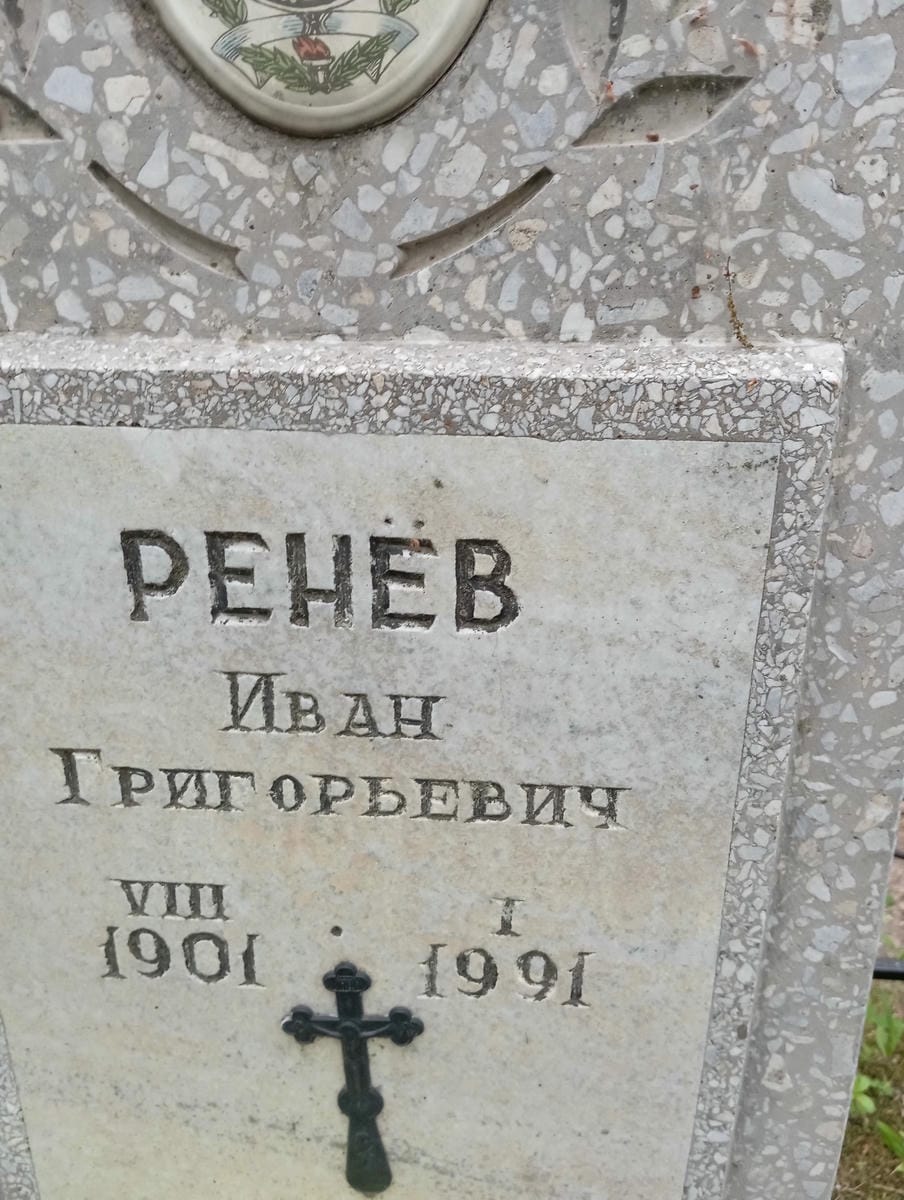 РЕНЁВ
Иван
Григорьевич
VIII I
1901 1991